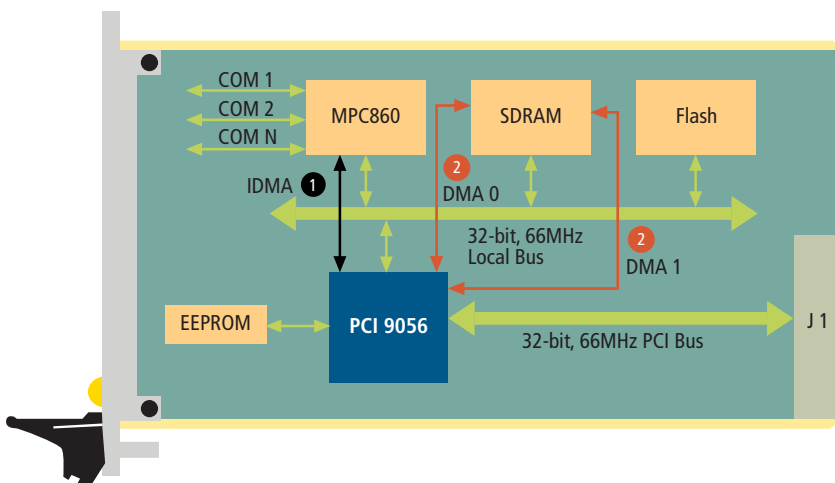 COM 1
COM 2
COM N
MPC860
SDRAM
Flash
IDMA 1
2
DMA 0
32-bit, 66MHz
Local Bus
2
DMA 1
EEPROM
PCI 9056
32-bit, 66MHz PCI Bus
J 1